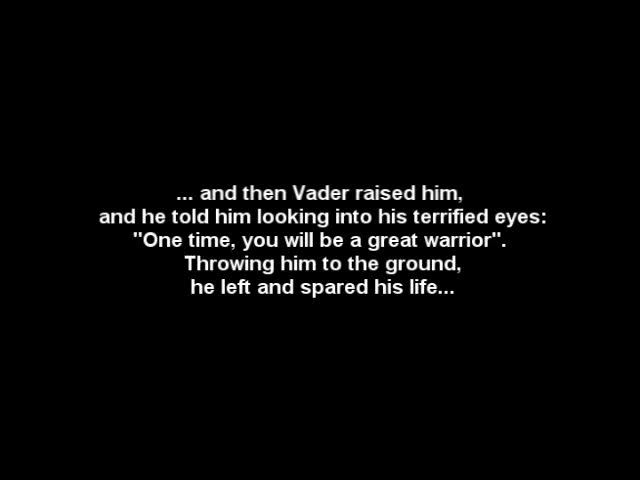 ... and then Vader raised him,
and he told him looking into his terrified eyes:
"One time, you will be a great warrior".
Throwing him to the ground,
he left and spared his life...